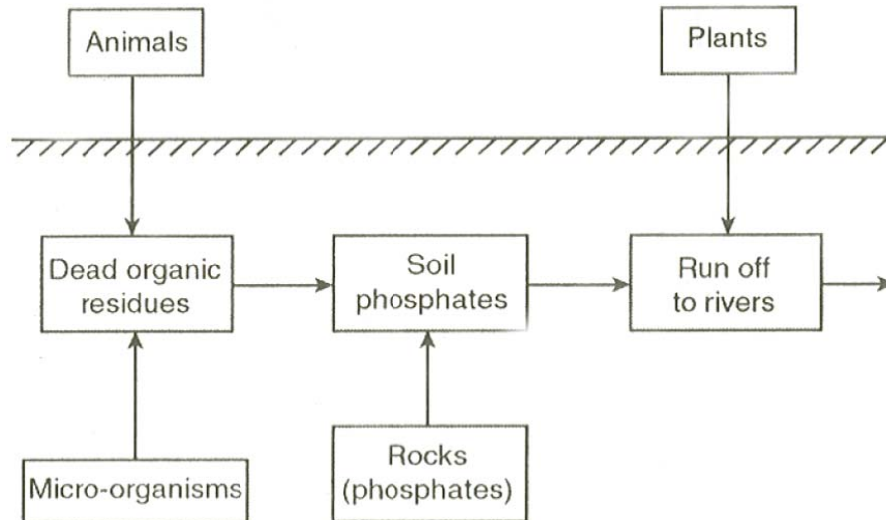 Animals
Plants
Dead organic
residues
Soil
phosphates
Run off
to rivers
Micro-organisms
Rocks
(phosphates)